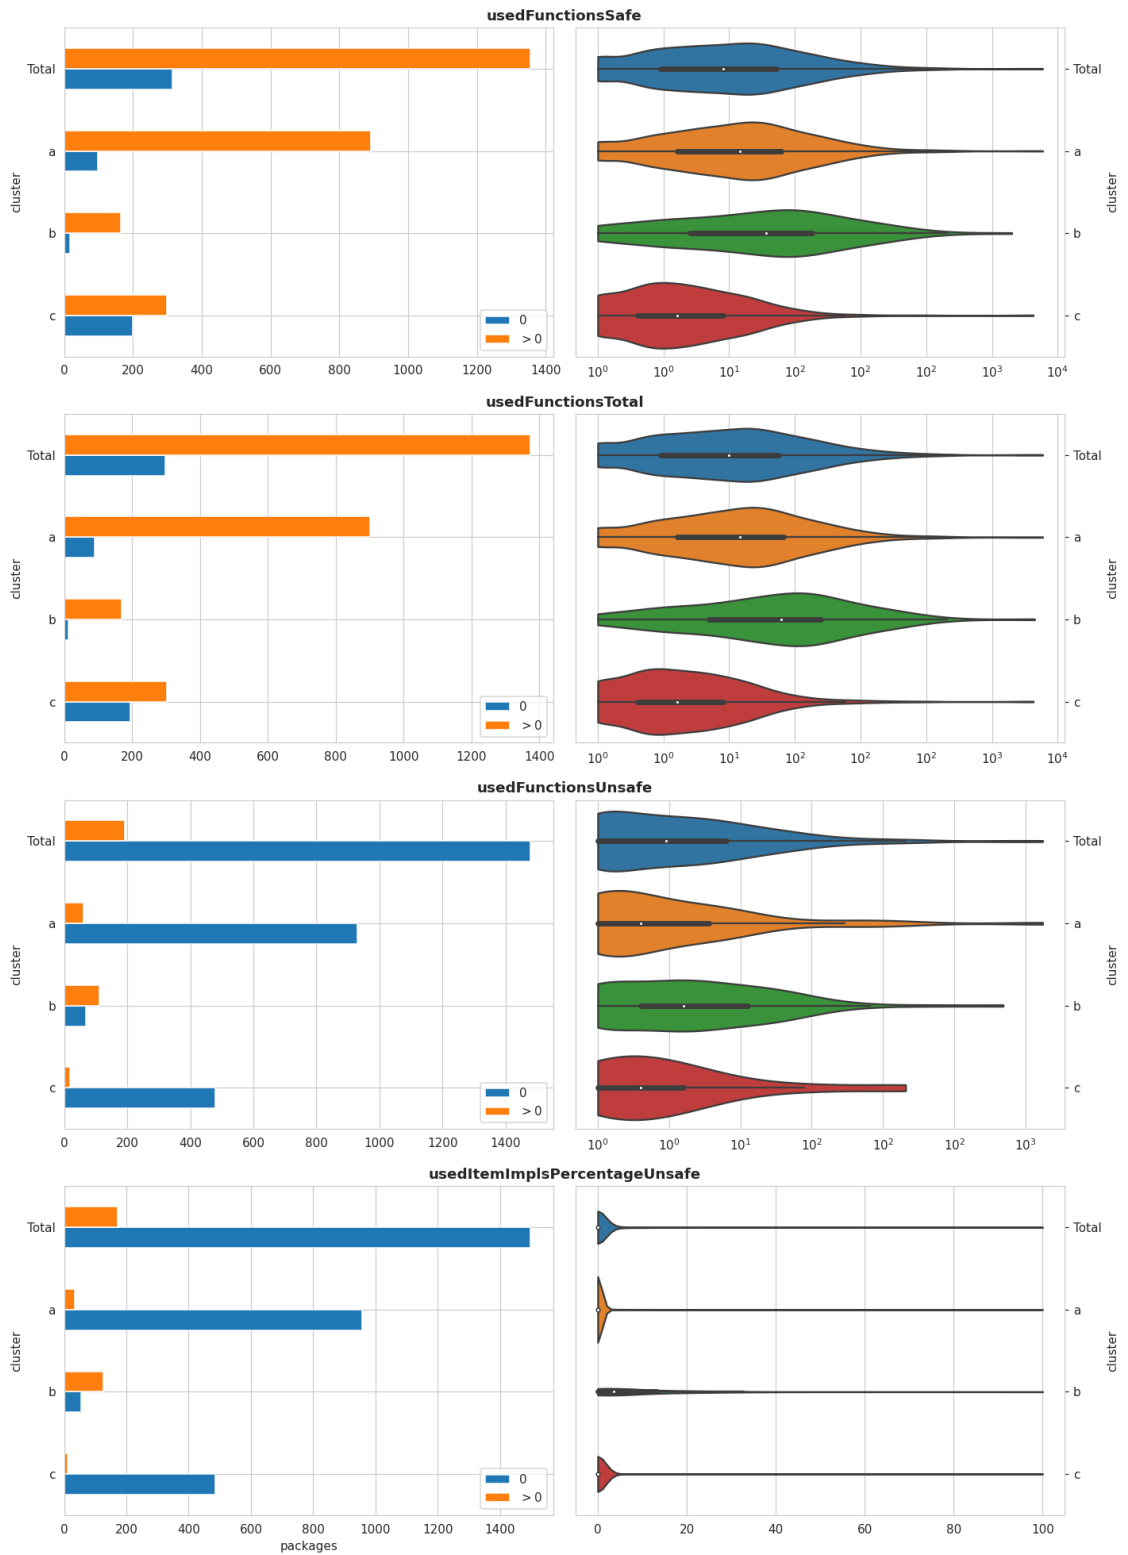 usedFunctionsSafe
cluster
Total
a
b
c
0
> 0
0 200 400 600 800 1000 1200 1400
Total
a
b
c
cluster
10⁰ 10⁰ 10¹ 10² 10² 10² 10³ 10⁴
usedFunctionsTotal
cluster
Total
a
b
c
0
> 0
0 200 400 600 800 1000 1200 1400
Total
a
b
c
cluster
10⁰ 10⁰ 10¹ 10² 10² 10² 10³ 10⁴
usedFunctionsUnsafe
cluster
Total
a
b
c
0
> 0
0 200 400 600 800 1000 1200 1400
Total
a
b
c
cluster
10⁰ 10⁰ 10¹ 10² 10² 10² 10³
usedItemImplsPercentageUnsafe
cluster
Total
a
b
c
0
> 0
0 200 400 600 800 1000 1200 1400
packages
Total
a
b
c
cluster
0 20 40 60 80 100